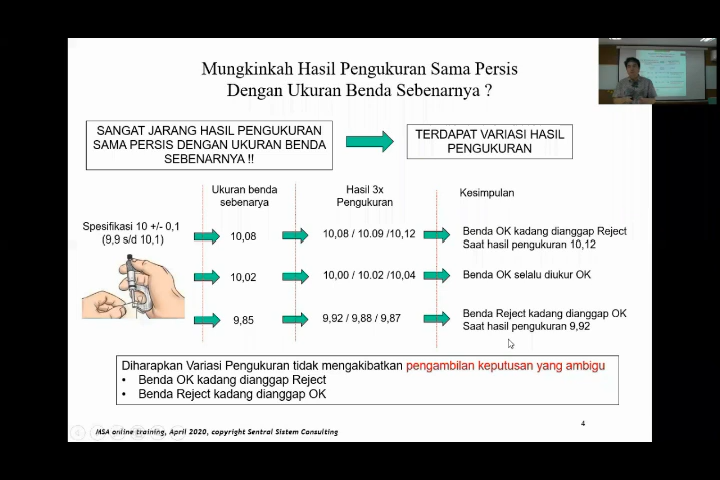 Mungkinkah Hasil Pengukuran Sama Persis
Dengan Ukuran Benda Sebenarnya ?
SANGAT JARANG HASIL PENGUKURAN
SAMA PERSIS DENGAN UKURAN BENDA
SEBENARNYA !!
TERDAPAT VARIASI HASIL
PENGUKURAN
Ukuran benda
sebenarya
Hasil 3x
Pengukuran
Kesimpulan
Spesifikasi 10 +/- 0,1
(9,9 s/d 10,1)
10,08
10,08 / 10.09 /10,12
Benda OK kadang dianggap Reject
Saat hasil pengukuran 10,12
10,02
10,00 / 10.02 /10,04
Benda OK selalu diukur OK
9,85
9,92 / 9,88 / 9,87
Benda Reject kadang dianggap OK
Saat hasil pengukuran 9,92
Diharapkan Variasi Pengukuran tidak mengakibatkan pengambilan keputusan yang ambigu
• Benda OK kadang dianggap Reject
• Benda Reject kadang dianggap OK
4
MSA online training, April 2020, copyright Sentral Sistem Consulting